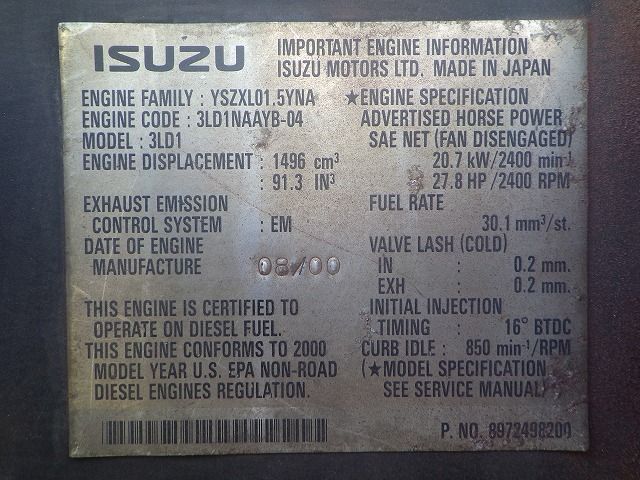 ISUZU
IMPORTANT ENGINE INFORMATION
ISUZU MOTORS LTD. MADE IN JAPAN
ENGINE FAMILY : YSZXL01.5YNA
ENGINE CODE : 3LD1NAAYB-04
MODEL : 3LD1
ENGINE DISPLACEMENT : 1496 cm³
: 91.3 IN³
EXHAUST EMISSION
CONTROL SYSTEM : EM
DATE OF ENGINE
MANUFACTURE 08/00
THIS ENGINE IS CERTIFIED TO
OPERATE ON DIESEL FUEL.
THIS ENGINE CONFORMS TO 2000
MODEL YEAR U.S. EPA NON-ROAD
DIESEL ENGINES REGULATION.
★ENGINE SPECIFICATION
ADVERTISED HORSE POWER
SAE NET (FAN DISENGAGED)
20.7 kW/2400 min⁻¹
27.8 HP/2400 RPM
FUEL RATE
30.1 mm³/st.
VALVE LASH (COLD)
IN : 0.2 mm.
EXH : 0.2 mm.
INITIAL INJECTION
TIMING : 16° BTDC
CURB IDLE : 850 min⁻¹/RPM
(★MODEL SPECIFICATION
SEE SERVICE MANUAL)
P. NO. 8972498200